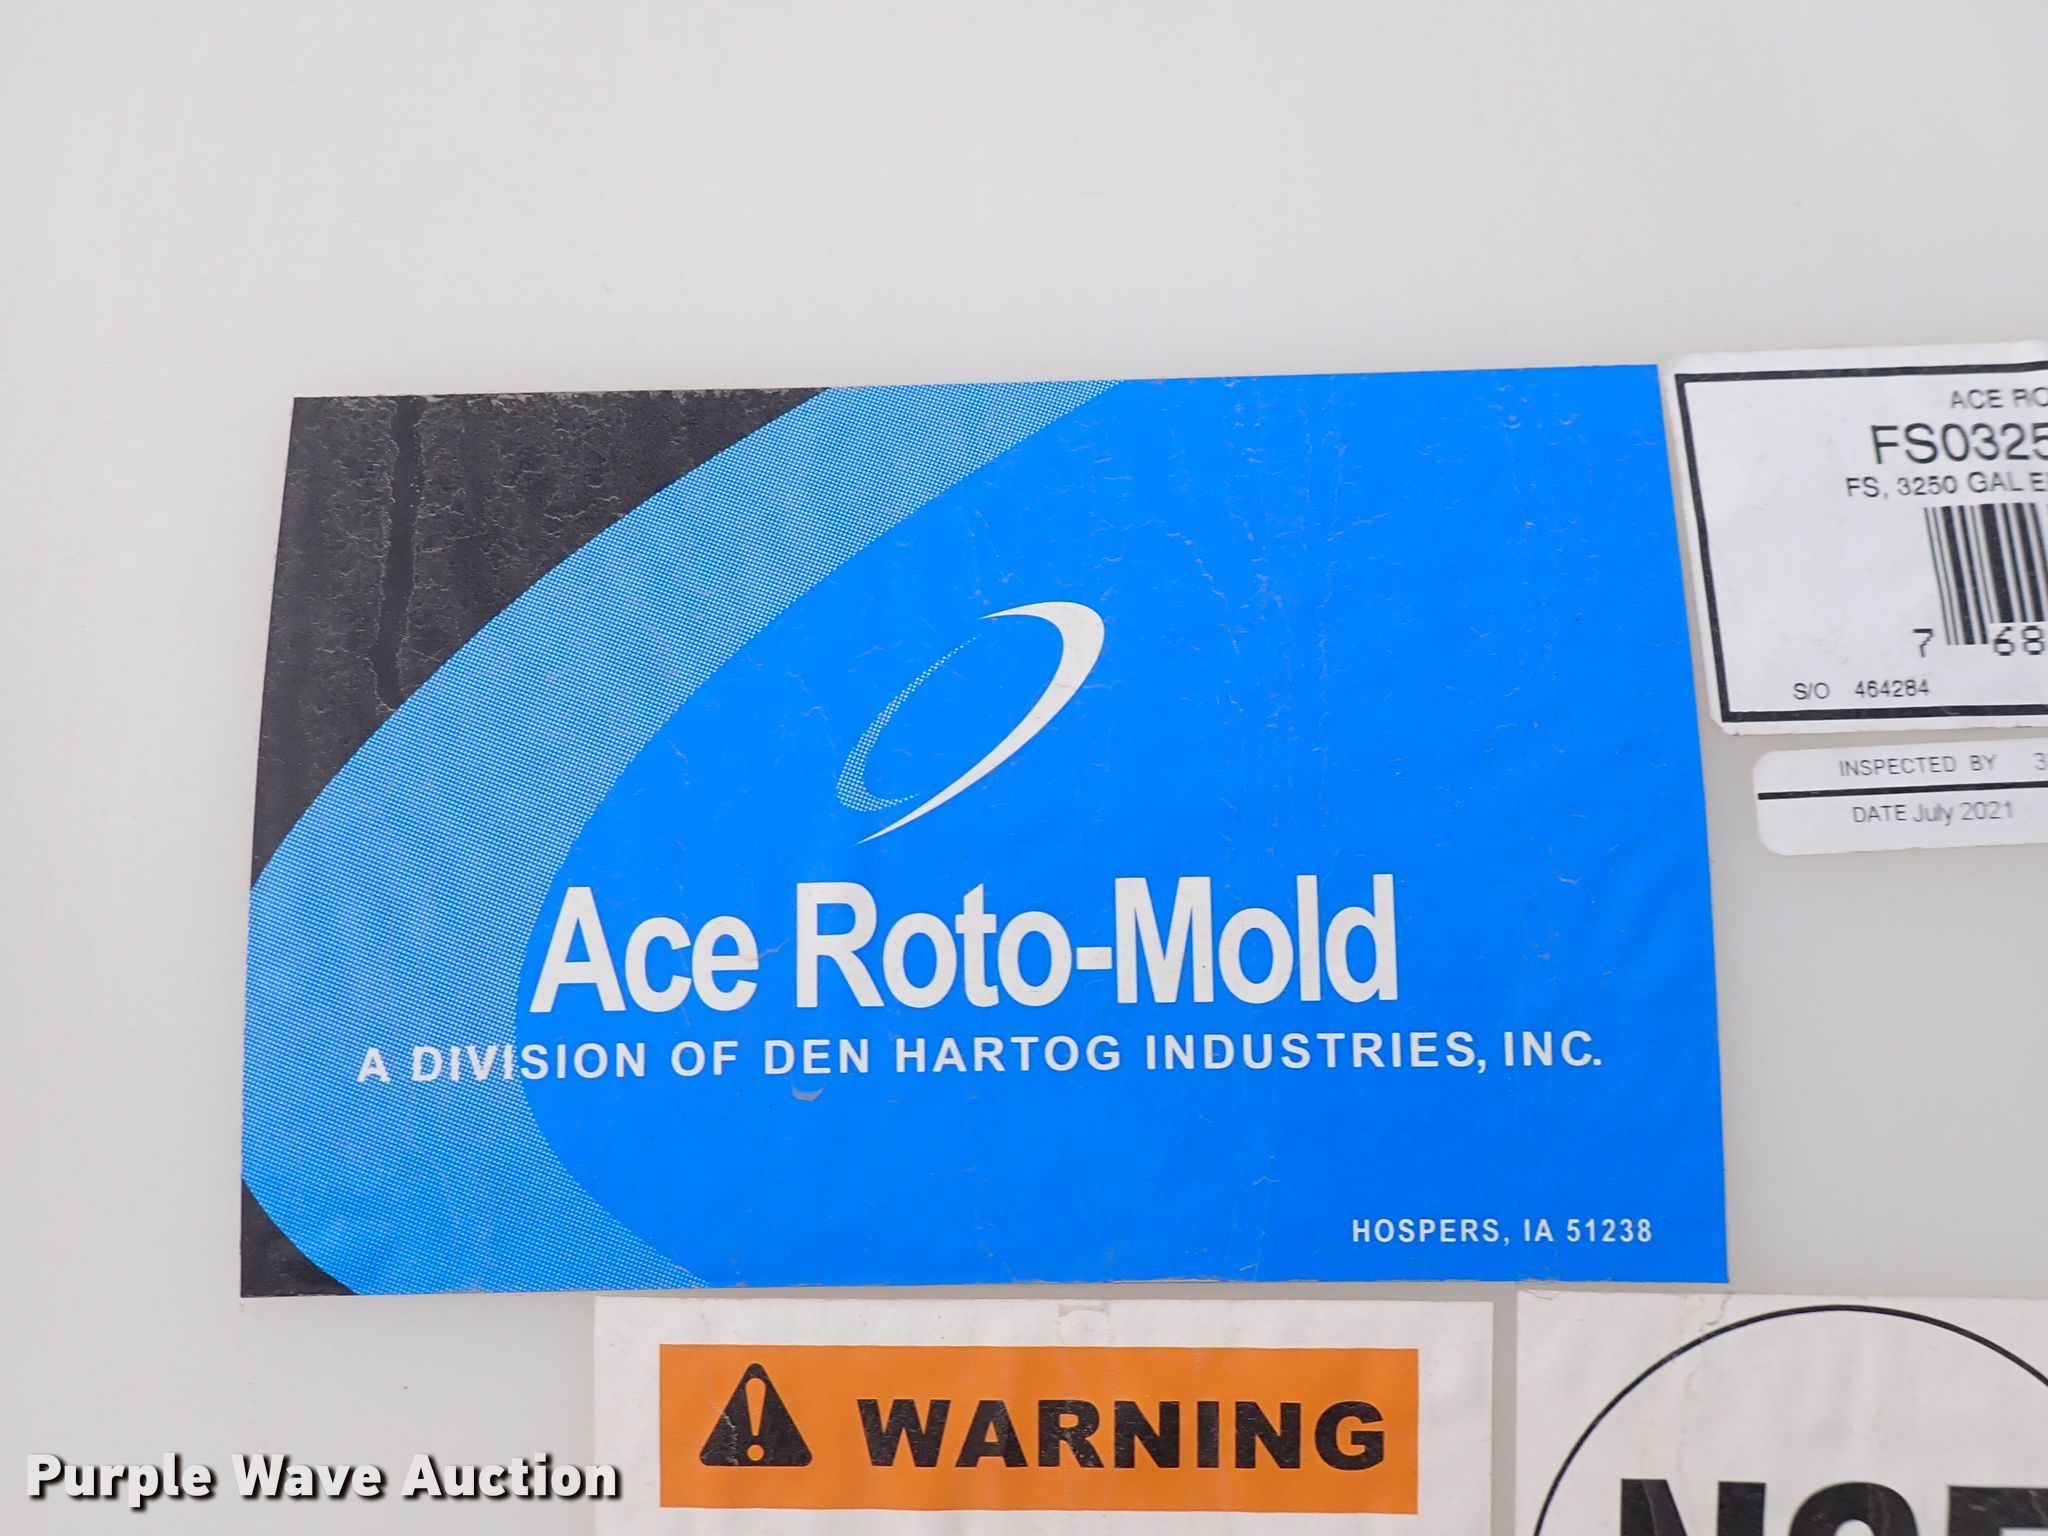 ACE RO
FS0325
FS, 3250 GAL
7 68
S/O 464284
INSPECTED BY 3
DATE July 2021
Ace Roto-Mold
A DIVISION OF DEN HARTOG INDUSTRIES, INC.
HOSPERS, IA 51238
WARNING
Purple Wave Auction